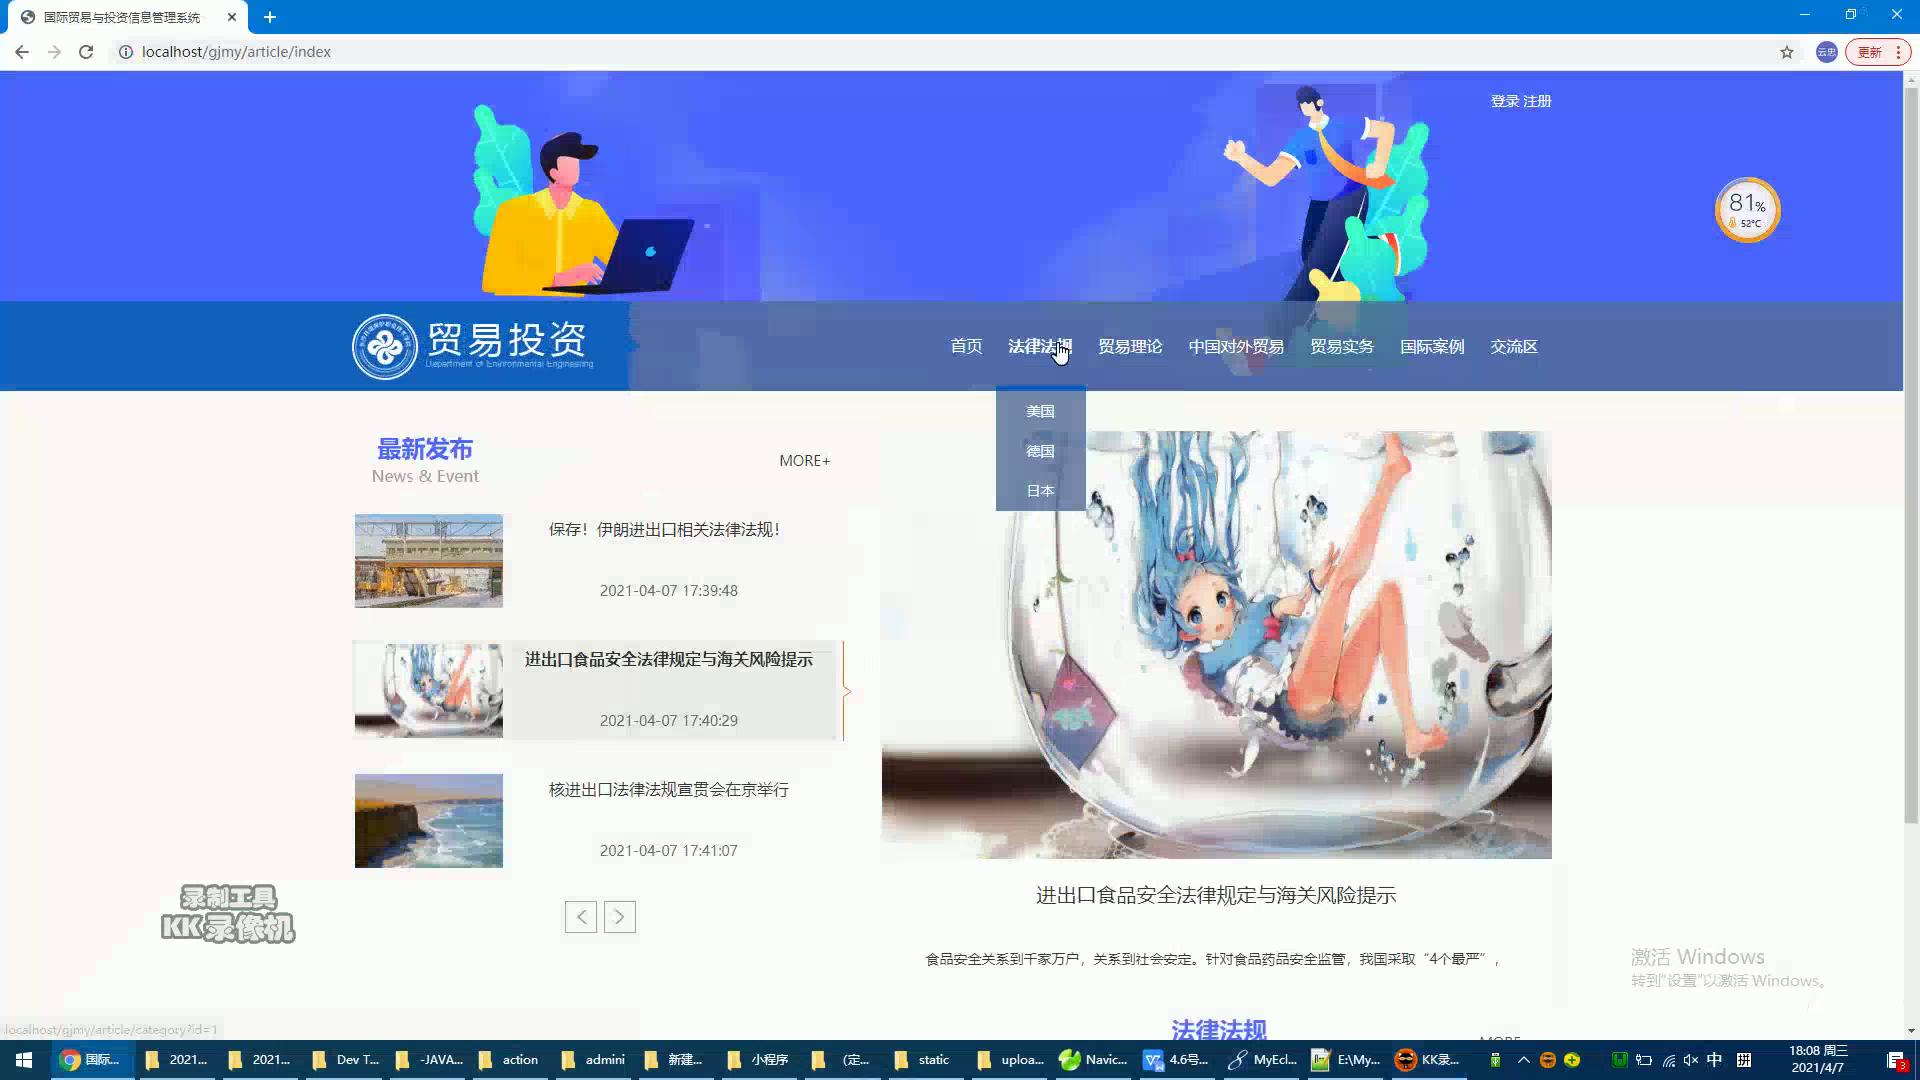 国际贸易与投资信息管理系统
localhost/gjmy/article/index
云忠
更新
登录 注册
81%
52°C
贸易投资
Department of Environmental Engineering
首页 法律法规 贸易理论 中国对外贸易 贸易实务 国际案例 交流区
美国
德国
日本
最新发布
News & Event
MORE+
保存！伊朗进出口相关法律法规！
2021-04-07 17:39:48
进出口食品安全法律规定与海关风险提示
2021-04-07 17:40:29
核进出口法律法规宣贯会在京举行
2021-04-07 17:41:07
进出口食品安全法律规定与海关风险提示
食品安全关系到千家万户，关系到社会安定。针对食品药品安全监管，我国采取“4个最严”，
录制工具
KK录像机
激活 Windows
转到“设置”以激活 Windows。
法律法规
MORE
localhost/gjmy/article/category?id=1
国际... 2021... 2021... Dev T... -JAVA... action admini 新建... 小程序 (定... static uploa... Navic... 4.6号... MyEcl... E:\My... KK录...
中
拼
18:08 周三
2021/4/7
3